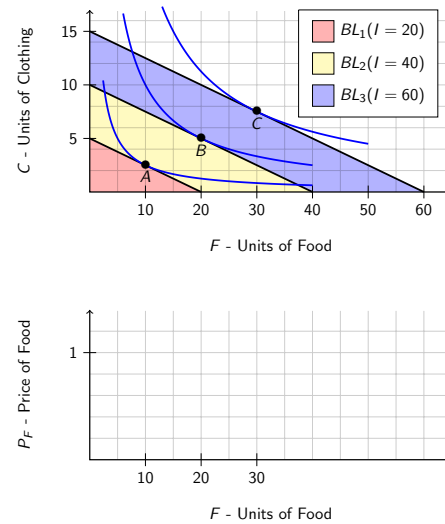 C - Units of Clothing
15
10
5
BL₁(I = 20)
BL₂(I = 40)
BL₃(I = 60)
A
B
C
10 20 30 40 50 60
F - Units of Food
P_F - Price of Food
1
10 20 30
F - Units of Food